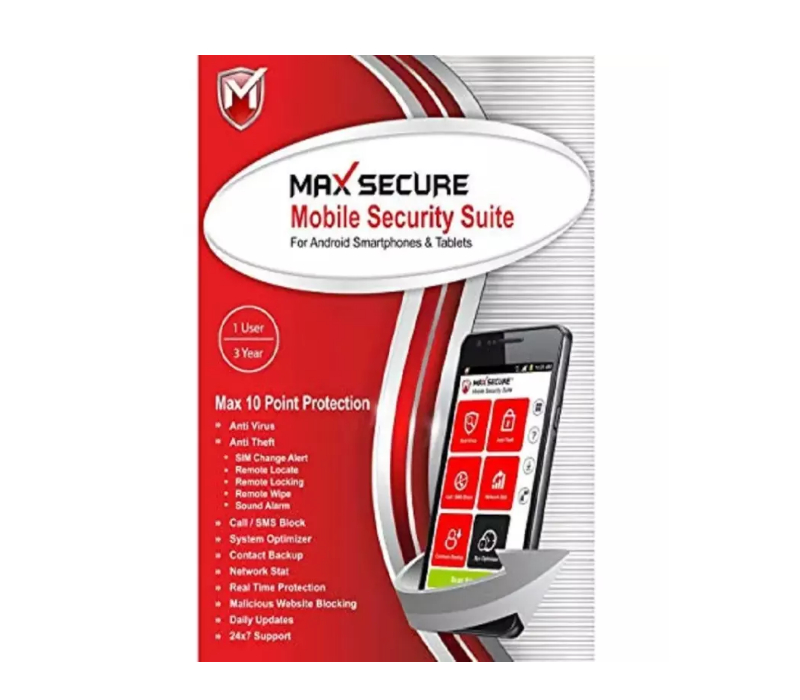 M
MAX SECURE
Mobile Security Suite
For Android Smartphones & Tablets
1 User
3 Year
Max 10 Point Protection
» Anti Virus
» Anti Theft
• SIM Change Alert
• Remote Locate
• Remote Locking
• Remote Wipe
• Sound Alarm
» Call / SMS Block
» System Optimizer
» Contact Backup
» Network Stat
» Real Time Protection
» Malicious Website Blocking
» Daily Updates
» 24x7 Support
MAX SECURE
Mobile Security Suite
Anti Theft